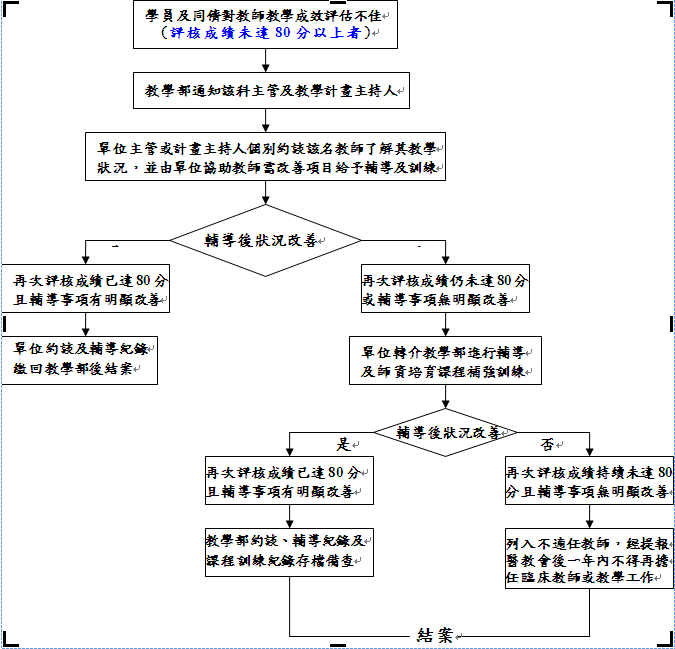 學員及同儕對教師教學成效評估不佳
(評核成績未達80分以上者)
教學部通知該科主管及教學計畫主持人
單位主管或計畫主持人個別約談該名教師了解其教學
狀況，並由單位協助教師需改善項目給予輔導及訓練
輔導後狀況改善
再次評核成績已達80分
且輔導事項有明顯改善
再次評核成績仍未達80分
或輔導事項無明顯改善
單位約談及輔導紀錄
繳回教學部後結案
單位轉介教學部進行輔導
及師資培育課程補強訓練
輔導後狀況改善
是
否
再次評核成績已達80分
且輔導事項有明顯改善
再次評核成績持續未達80
分且輔導事項無明顯改善
教學部約談、輔導紀錄及
課程訓練紀錄存檔備查
列入不適任教師，經提報
醫教會後一年內不得再擔
任臨床教師或教學工作
結案